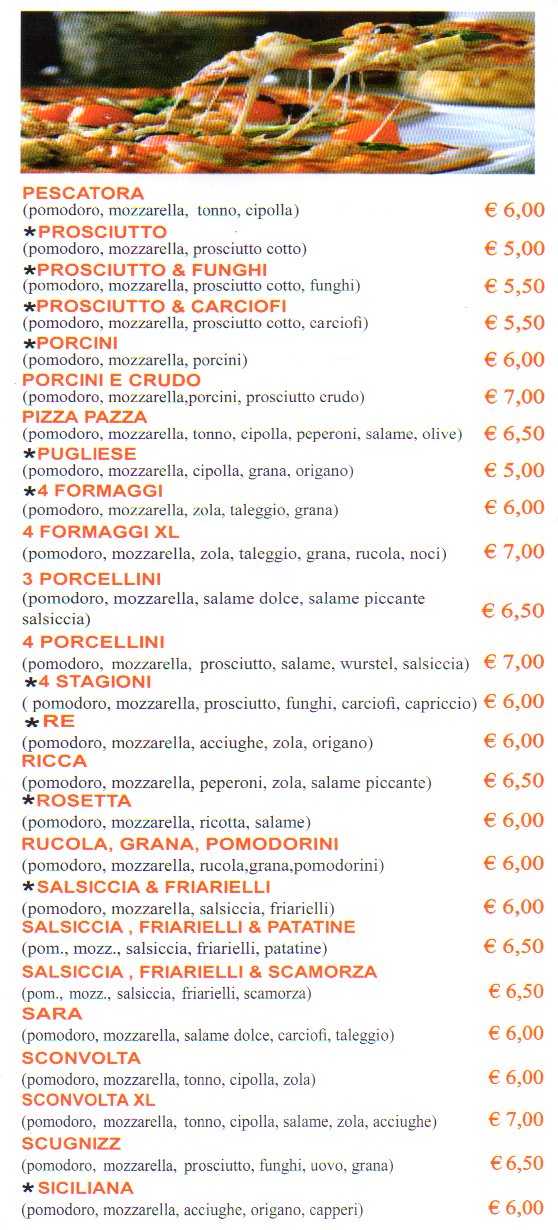 PESCATORA
(pomodoro, mozzarella, tonno, cipolla) € 6,00
*PROSCIUTTO
(pomodoro, mozzarella, prosciutto cotto) € 5,00
*PROSCIUTTO & FUNGHI
(pomodoro, mozzarella, prosciutto cotto, funghi) € 5,50
*PROSCIUTTO & CARCIOFI
(pomodoro, mozzarella, prosciutto cotto, carciofi) € 5,50
*PORCINI
(pomodoro, mozzarella, porcini) € 6,00
PORCINI E CRUDO
(pomodoro, mozzarella,porcini, prosciutto crudo) € 7,00
PIZZA PAZZA
(pomodoro, mozzarella, tonno, cipolla, peperoni, salame, olive) € 6,50
*PUGLIESE
(pomodoro, mozzarella, cipolla, grana, origano) € 5,00
*4 FORMAGGI
(pomodoro, mozzarella, zola, taleggio, grana) € 6,00
4 FORMAGGI XL
(pomodoro, mozzarella, zola, taleggio, grana, rucola, noci) € 7,00
3 PORCELLINI
(pomodoro, mozzarella, salame dolce, salame piccante
salsiccia) € 6,50
4 PORCELLINI
(pomodoro, mozzarella, prosciutto, salame, wurstel, salsiccia) € 7,00
*4 STAGIONI
( pomodoro, mozzarella, prosciutto, funghi, carciofi, capriccio) € 6,00
*RE
(pomodoro, mozzarella, acciughe, zola, origano) € 6,00
RICCA
(pomodoro, mozzarella, peperoni, zola, salame piccante) € 6,50
*ROSETTA
(pomodoro, mozzarella, ricotta, salame) € 6,00
RUCOLA, GRANA, POMODORINI
(pomodoro, mozzarella, rucola,grana,pomodorini) € 6,00
*SALSICCIA & FRIARIELLI
(pomodoro, mozzarella, salsiccia, friarielli) € 6,00
SALSICCIA , FRIARIELLI & PATATINE
(pom., mozz., salsiccia, friarielli, patatine) € 6,50
SALSICCIA , FRIARIELLI & SCAMORZA
(pom., mozz., salsiccia, friarielli, scamorza) € 6,50
SARA
(pomodoro, mozzarella, salame dolce, carciofi, taleggio) € 6,00
SCONVOLTA
(pomodoro, mozzarella, tonno, cipolla, zola) € 6,00
SCONVOLTA XL
(pomodoro, mozzarella, tonno, cipolla, salame, zola, acciughe) € 7,00
SCUGNIZZ
(pomodoro, mozzarella, prosciutto, funghi, uovo, grana) € 6,50
*SICILIANA
(pomodoro, mozzarella, acciughe, origano, capperi) € 6,00